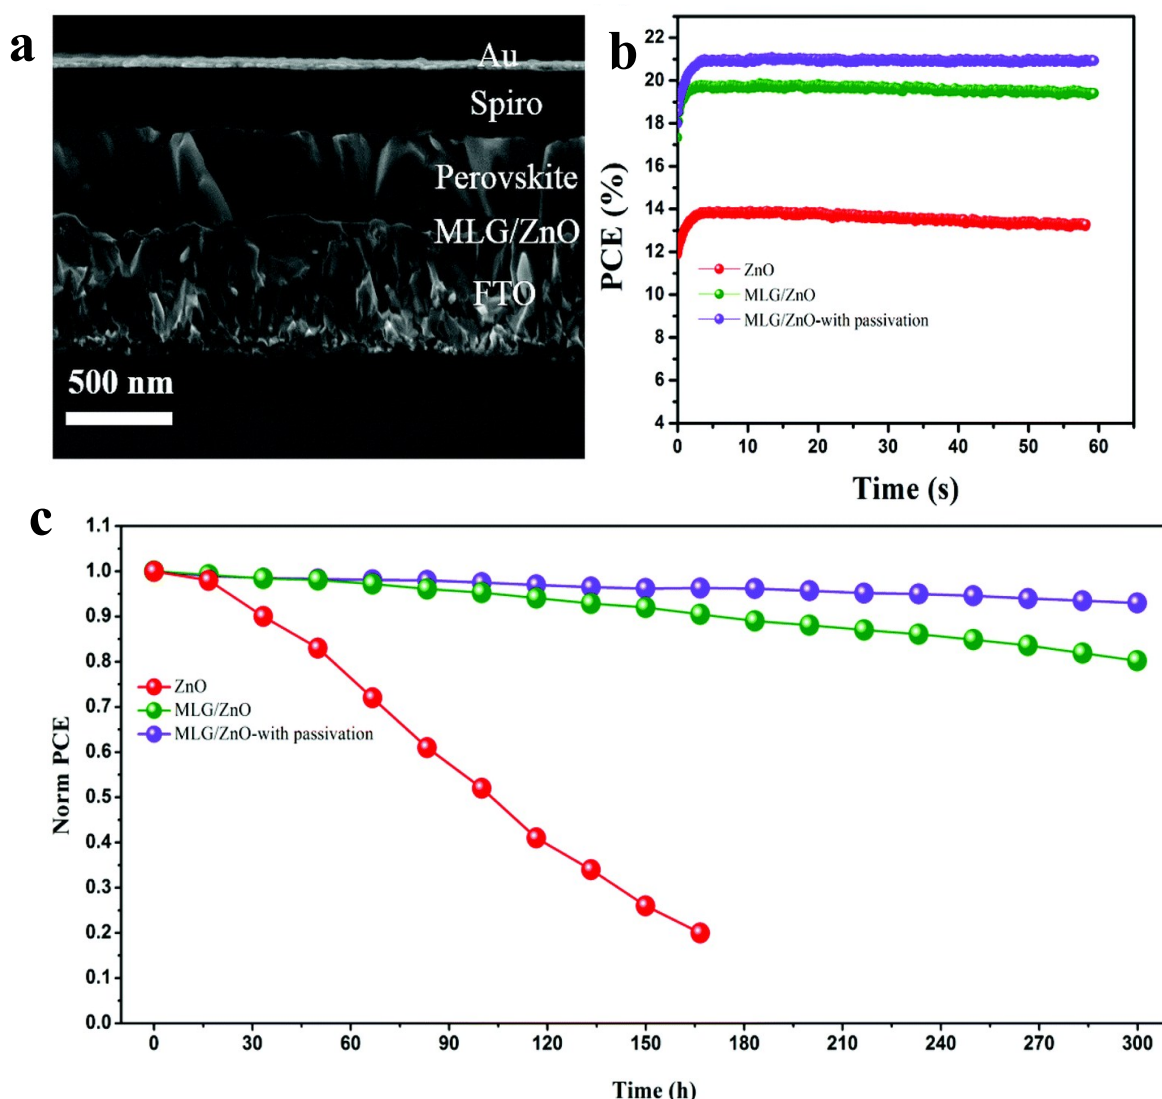 a
Au
Spiro
Perovskite
MLG/ZnO
FTO
500 nm
b
22
20
18
16
14
12
10
8
6
4
PCE (%)
ZnO
MLG/ZnO
MLG/ZnO-with passivation
0 10 20 30 40 50 60
Time (s)
c
1.1
1.0
0.9
0.8
0.7
0.6
0.5
0.4
0.3
0.2
0.1
0.0
Norm PCE
ZnO
MLG/ZnO
MLG/ZnO-with passivation
0 30 60 90 120 150 180 210 240 270 300
Time (h)